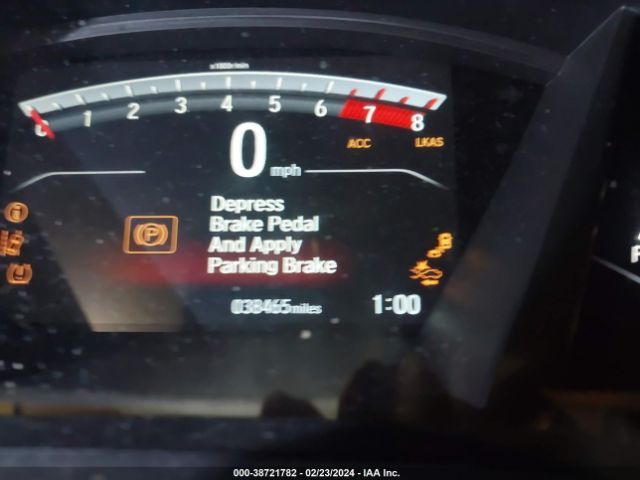 x1000r/min
0 1 2 3 4 5 6 7 8
0 mph
ACC LKAS
Depress
Brake Pedal
And Apply
Parking Brake
(P)
038465 miles
1:00
000-38721782 - 02/23/2024 - IAA Inc.